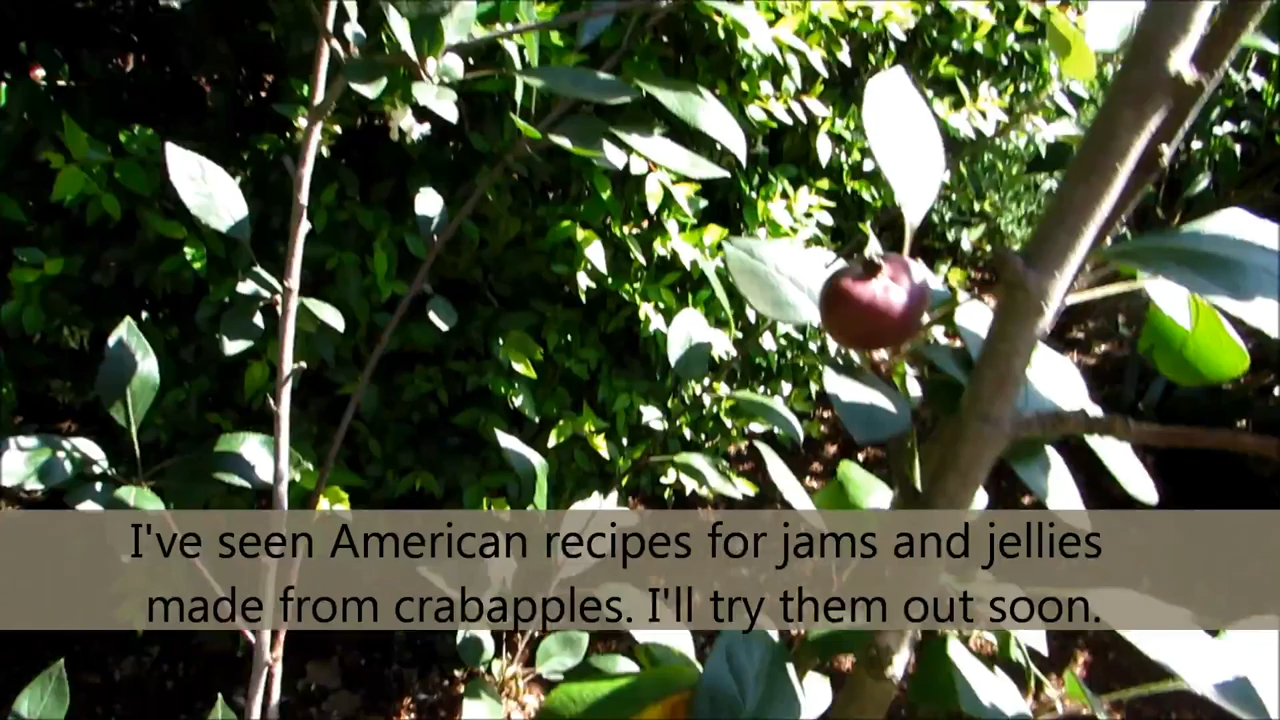 I've seen American recipes for jams and jellies
made from crabapples. I'll try them out soon.